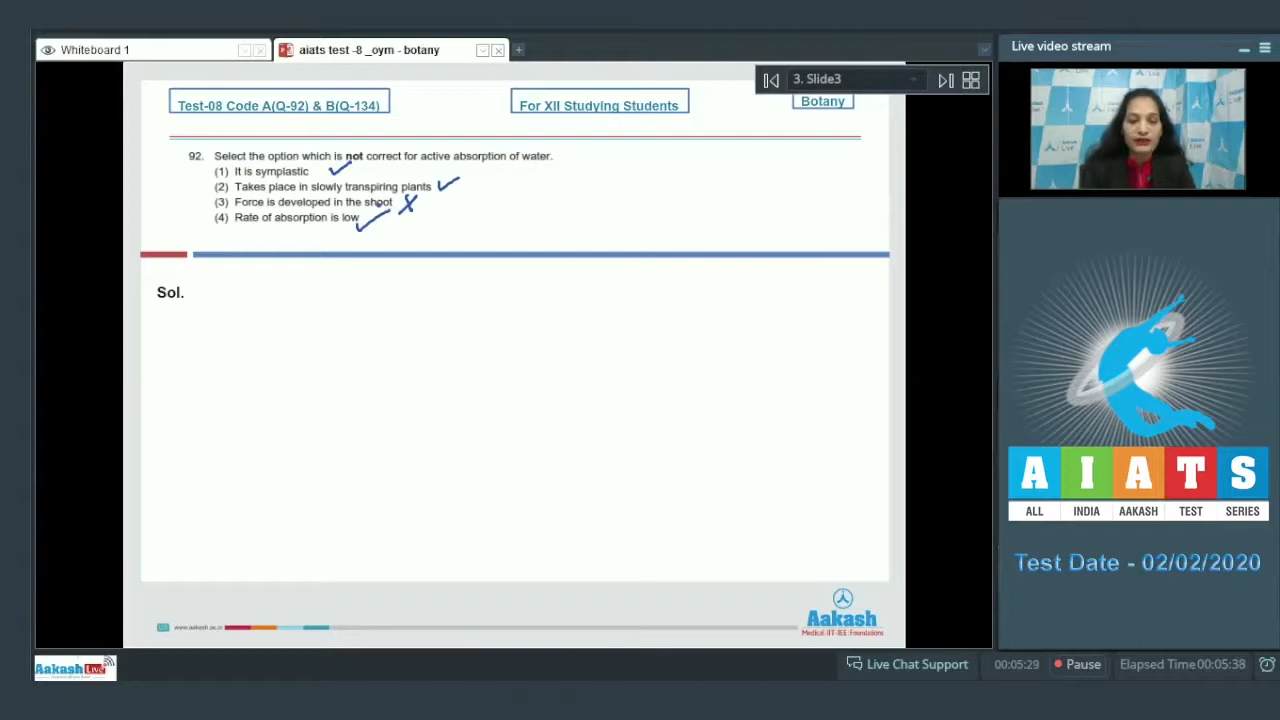 Whiteboard 1
aiats test -8 _oym - botany
Live video stream
3. Slide3
Test-08 Code A(Q-92) & B(Q-134)
For XII Studying Students
Botany
92. Select the option which is not correct for active absorption of water.
(1) It is symplastic
(2) Takes place in slowly transpiring plants
(3) Force is developed in the shoot
(4) Rate of absorption is low
Sol.
A I A T S
ALL INDIA AAKASH TEST SERIES
Test Date - 02/02/2020
Aakash
Medical IIT-JEE Foundations
www.aakash.ac.in
Aakash Live
Live Chat Support
00:05:29
Pause
Elapsed Time 00:05:38